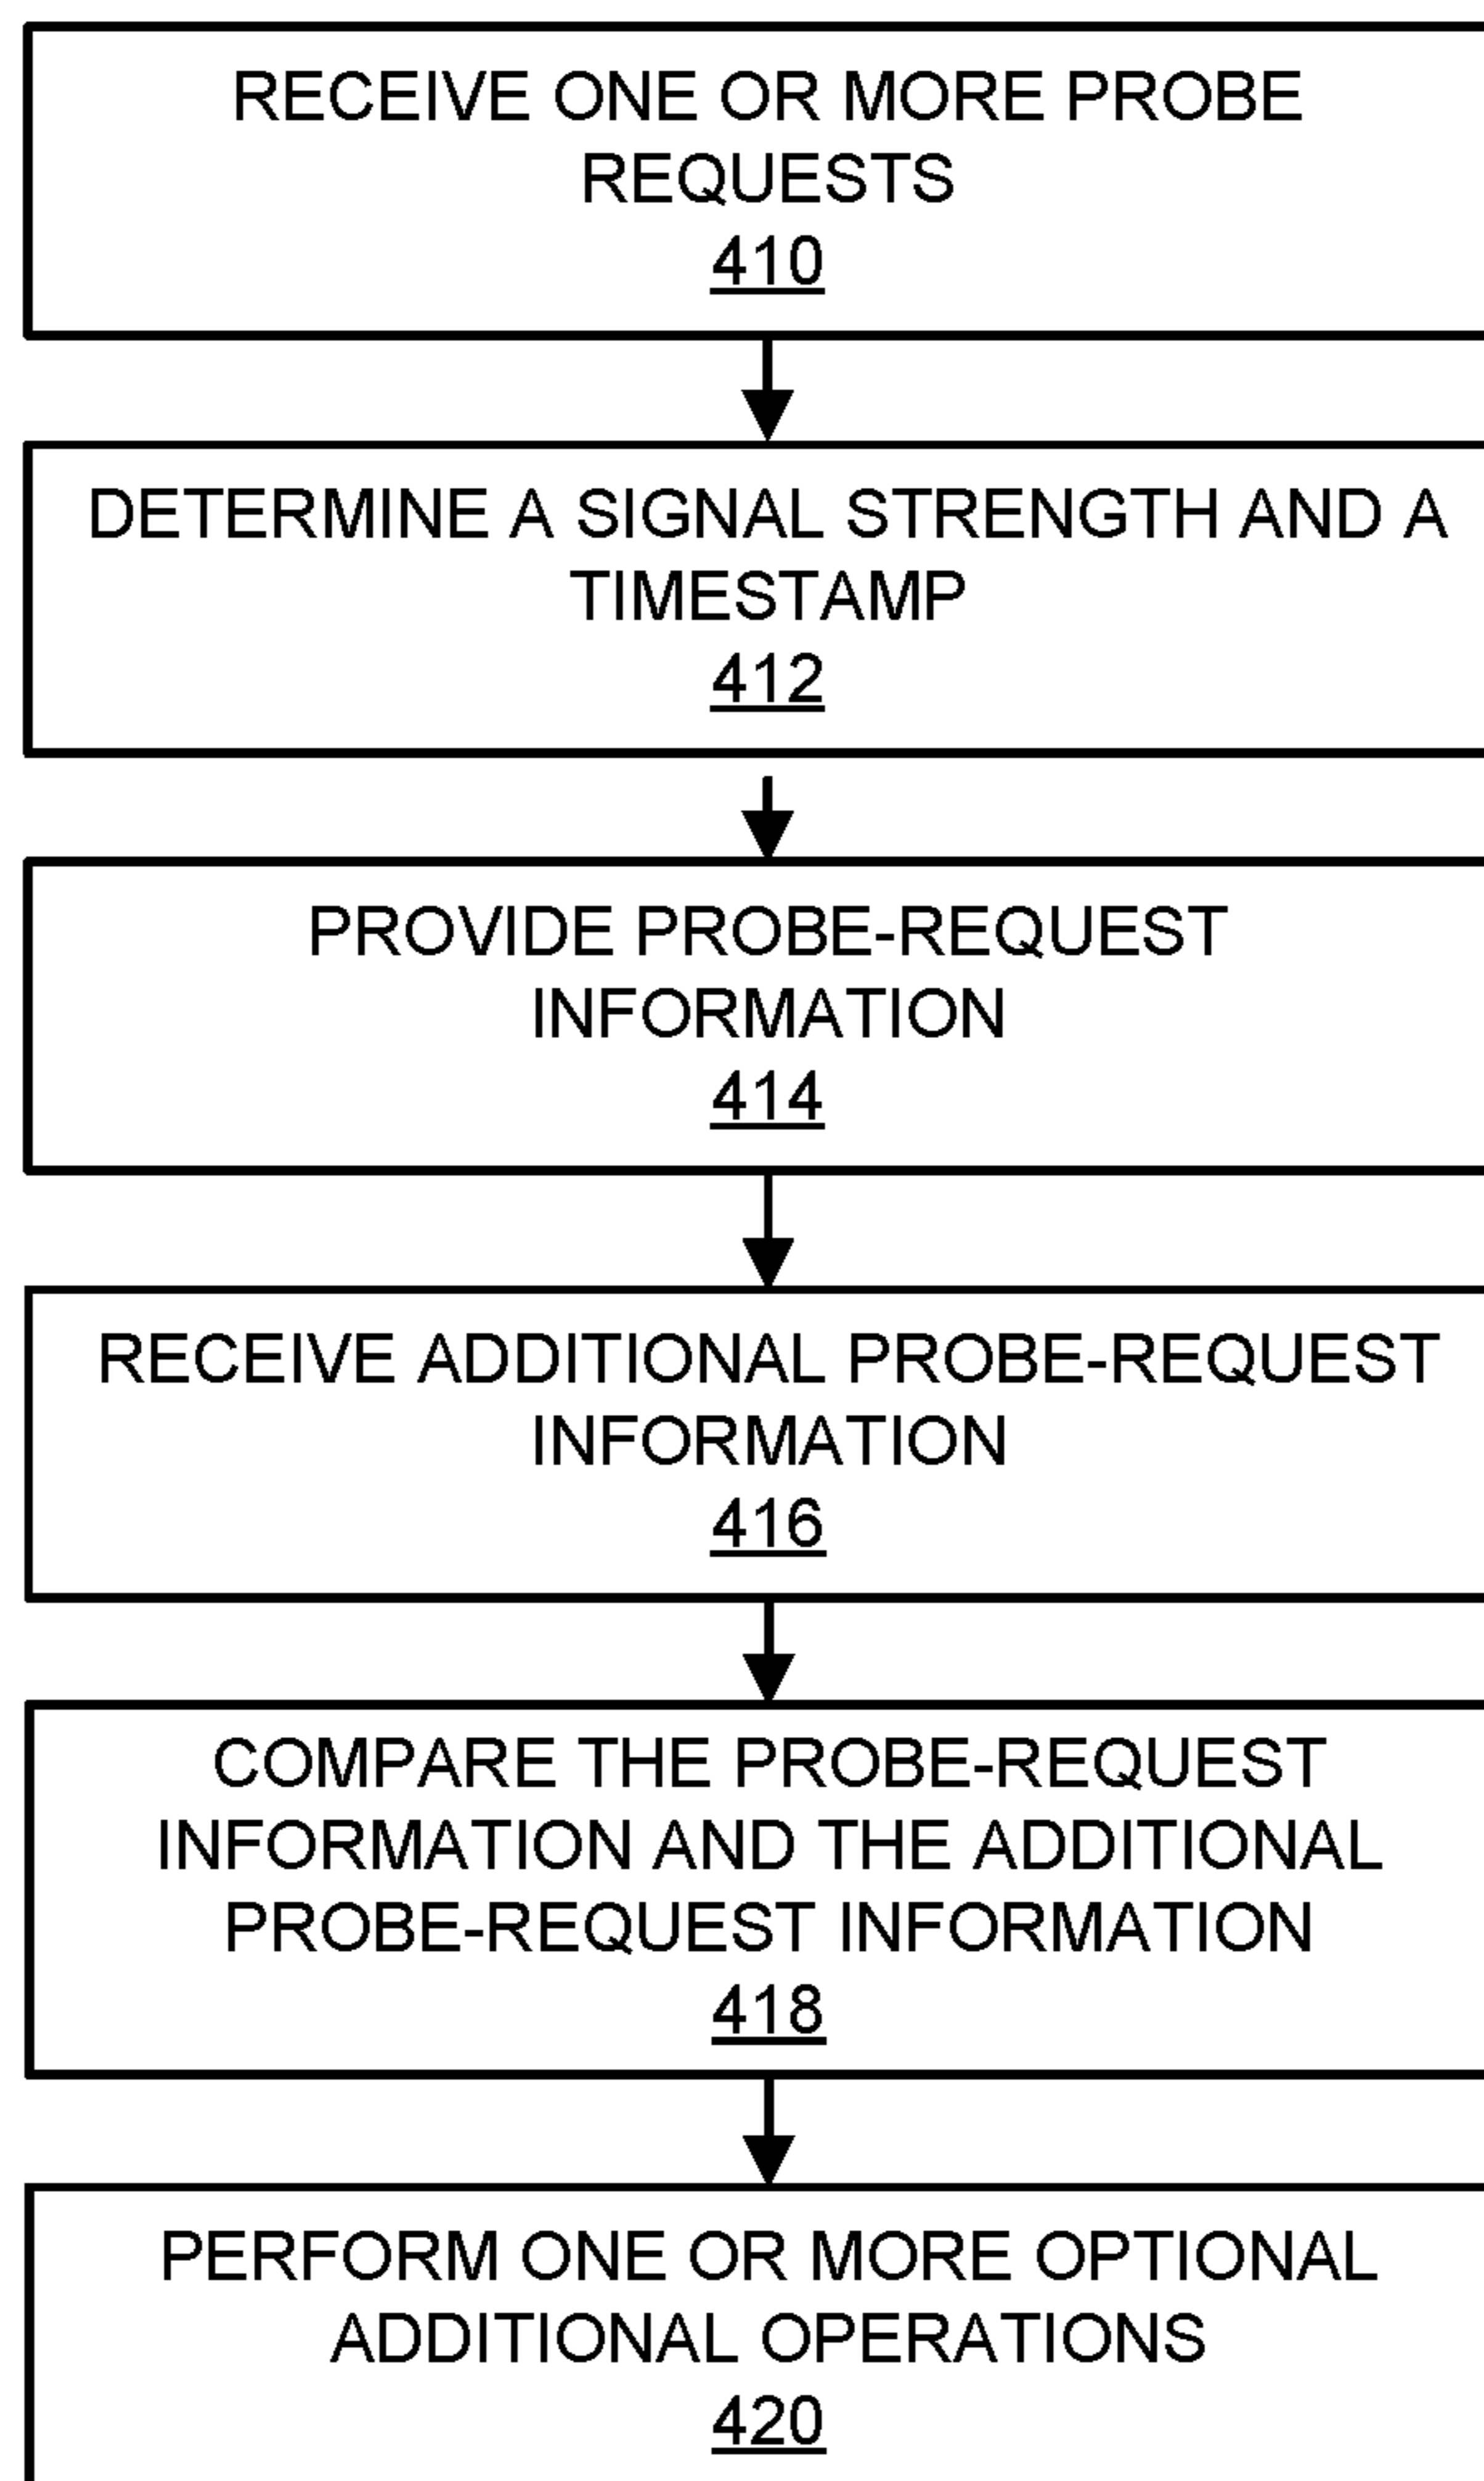 RECEIVE ONE OR MORE PROBE
REQUESTS
410
DETERMINE A SIGNAL STRENGTH AND A
TIMESTAMP
412
PROVIDE PROBE-REQUEST
INFORMATION
414
RECEIVE ADDITIONAL PROBE-REQUEST
INFORMATION
416
COMPARE THE PROBE-REQUEST
INFORMATION AND THE ADDITIONAL
PROBE-REQUEST INFORMATION
418
PERFORM ONE OR MORE OPTIONAL
ADDITIONAL OPERATIONS
420